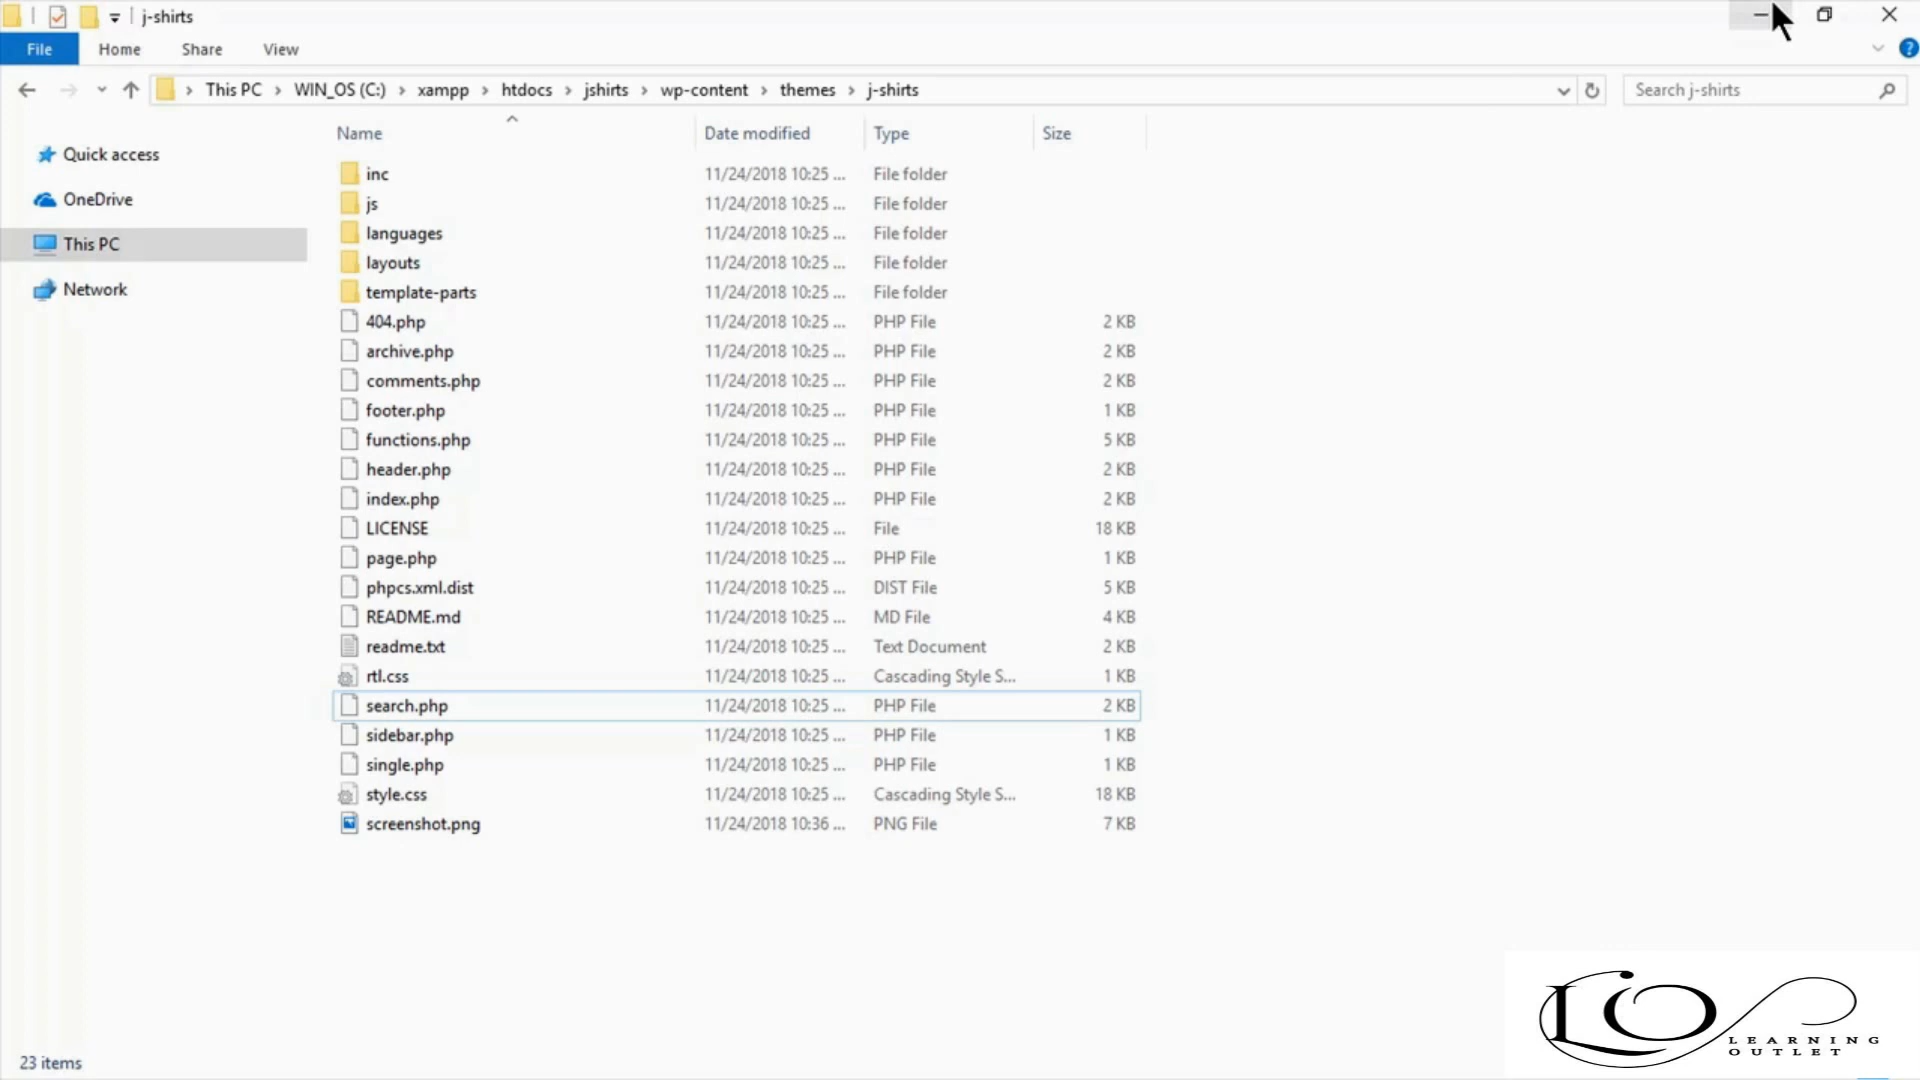 j-shirts
File Home Share View
This PC WIN_OS (C:) xampp htdocs jshirts wp-content themes j-shirts Search j-shirts
Quick access
OneDrive
This PC
Network
Name Date modified Type Size
inc 11/24/2018 10:25 ... File folder
js 11/24/2018 10:25 ... File folder
languages 11/24/2018 10:25 ... File folder
layouts 11/24/2018 10:25 ... File folder
template-parts 11/24/2018 10:25 ... File folder
404.php 11/24/2018 10:25 ... PHP File 2 KB
archive.php 11/24/2018 10:25 ... PHP File 2 KB
comments.php 11/24/2018 10:25 ... PHP File 2 KB
footer.php 11/24/2018 10:25 ... PHP File 1 KB
functions.php 11/24/2018 10:25 ... PHP File 5 KB
header.php 11/24/2018 10:25 ... PHP File 2 KB
index.php 11/24/2018 10:25 ... PHP File 2 KB
LICENSE 11/24/2018 10:25 ... File 18 KB
page.php 11/24/2018 10:25 ... PHP File 1 KB
phpcs.xml.dist 11/24/2018 10:25 ... DIST File 5 KB
README.md 11/24/2018 10:25 ... MD File 4 KB
readme.txt 11/24/2018 10:25 ... Text Document 2 KB
rtl.css 11/24/2018 10:25 ... Cascading Style S... 1 KB
search.php 11/24/2018 10:25 ... PHP File 2 KB
sidebar.php 11/24/2018 10:25 ... PHP File 1 KB
single.php 11/24/2018 10:25 ... PHP File 1 KB
style.css 11/24/2018 10:25 ... Cascading Style S... 18 KB
screenshot.png 11/24/2018 10:36 ... PNG File 7 KB
23 items
LO
LEARNING
OUTLET